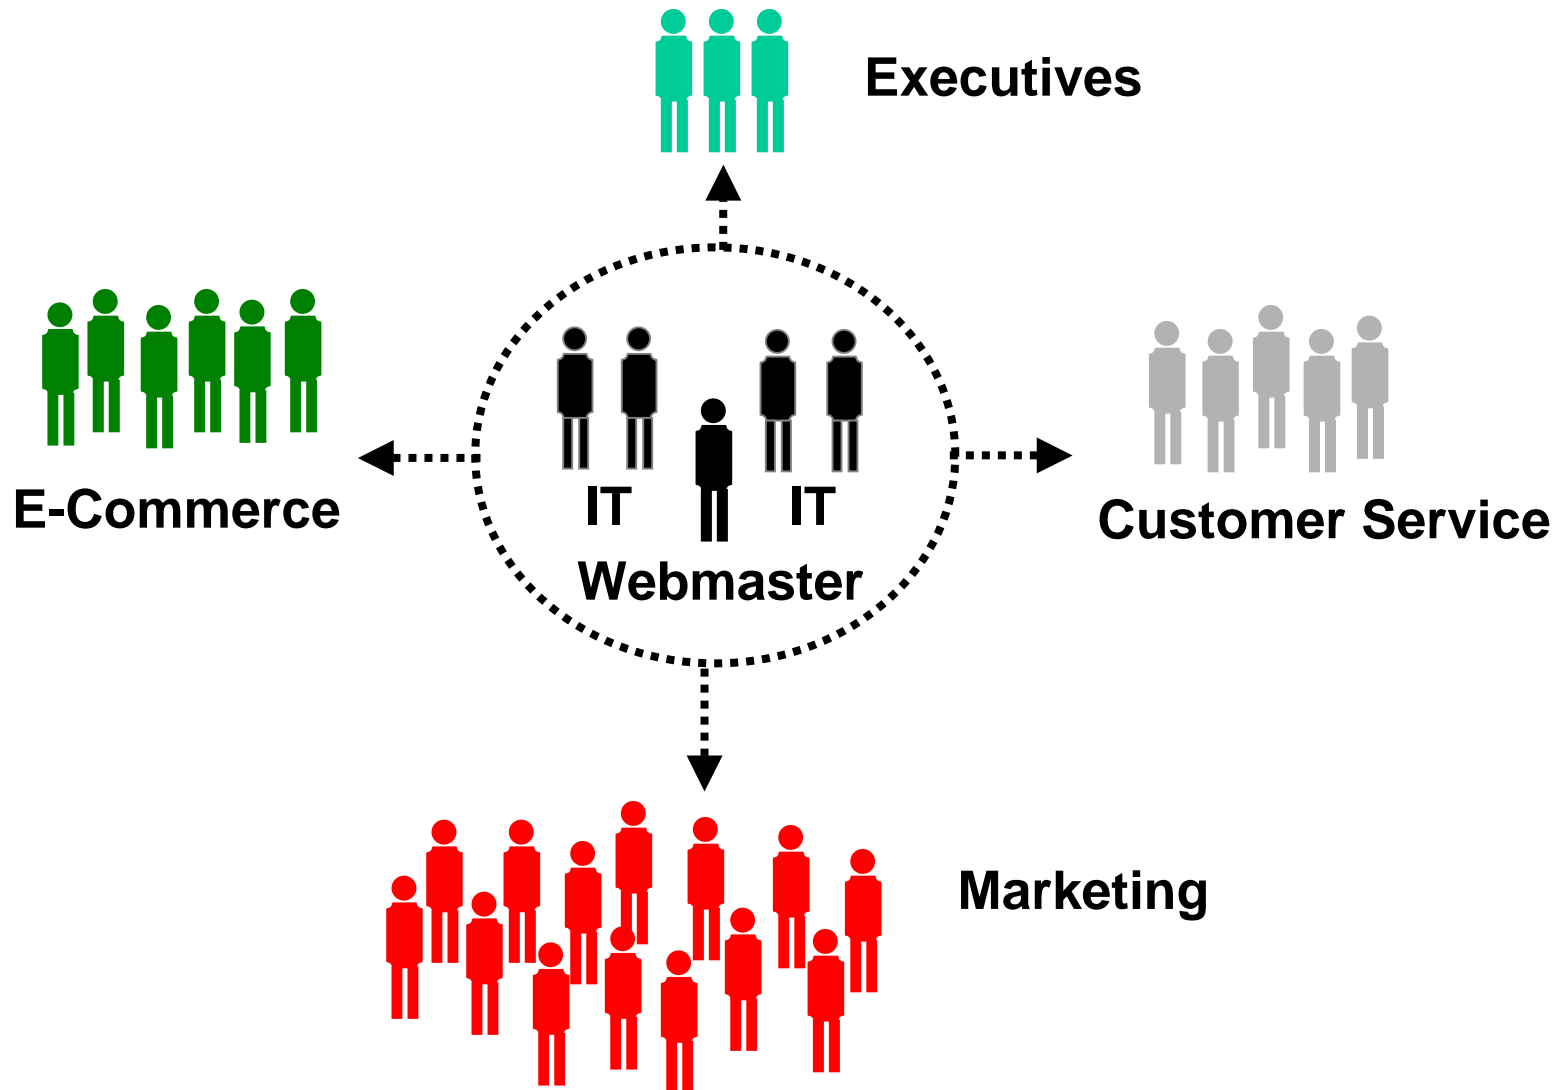 Executives
E-Commerce
IT
IT
Webmaster
Customer Service
Marketing